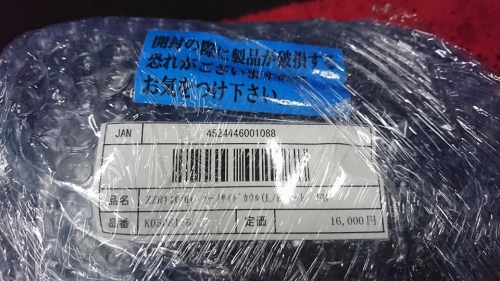 開封の際に製品が破損する
恐れがございますので
お気をつけ下さい
JAN 4524446001088
品名
品番 定価 16,000円